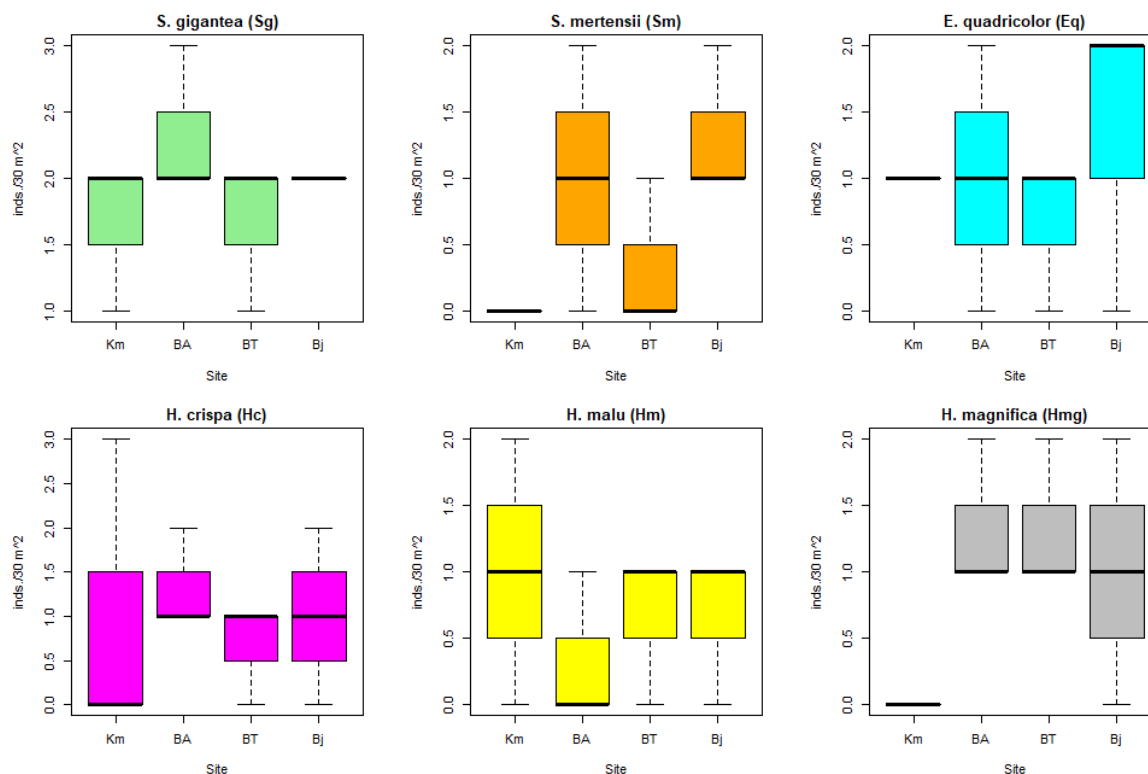 S. gigantea (Sg)
inds./30 m^2
3.0
2.5
2.0
1.5
1.0
Km BA BT Bj
Site
S. mertensii (Sm)
inds./30 m^2
2.0
1.5
1.0
0.5
0.0
Km BA BT Bj
Site
E. quadricolor (Eq)
inds./30 m^2
2.0
1.5
1.0
0.5
0.0
Km BA BT Bj
Site
H. crispa (Hc)
inds./30 m^2
3.0
2.5
2.0
1.5
1.0
0.5
0.0
Km BA BT Bj
Site
H. malu (Hm)
inds./30 m^2
2.0
1.5
1.0
0.5
0.0
Km BA BT Bj
Site
H. magnifica (Hmg)
inds./30 m^2
2.0
1.5
1.0
0.5
0.0
Km BA BT Bj
Site